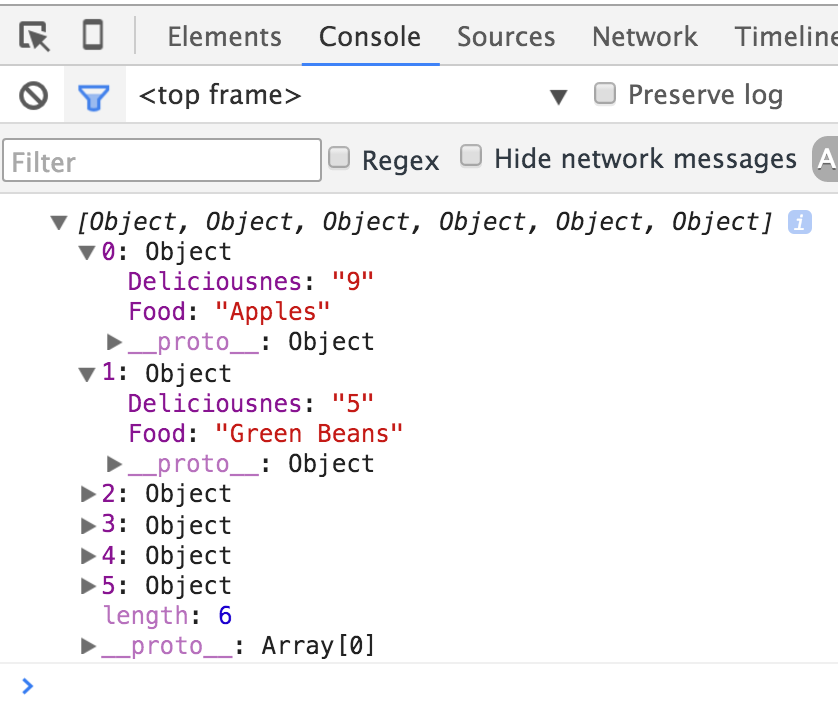 Elements Console Sources Network Timeline
<top frame> ▼ Preserve log
Filter Regex Hide network messages A
▼ [Object, Object, Object, Object, Object, Object] i
▼ 0: Object
Deliciousnes: "9"
Food: "Apples"
▶ __proto__: Object
▼ 1: Object
Deliciousnes: "5"
Food: "Green Beans"
▶ __proto__: Object
▶ 2: Object
▶ 3: Object
▶ 4: Object
▶ 5: Object
length: 6
▶ __proto__: Array[0]
>